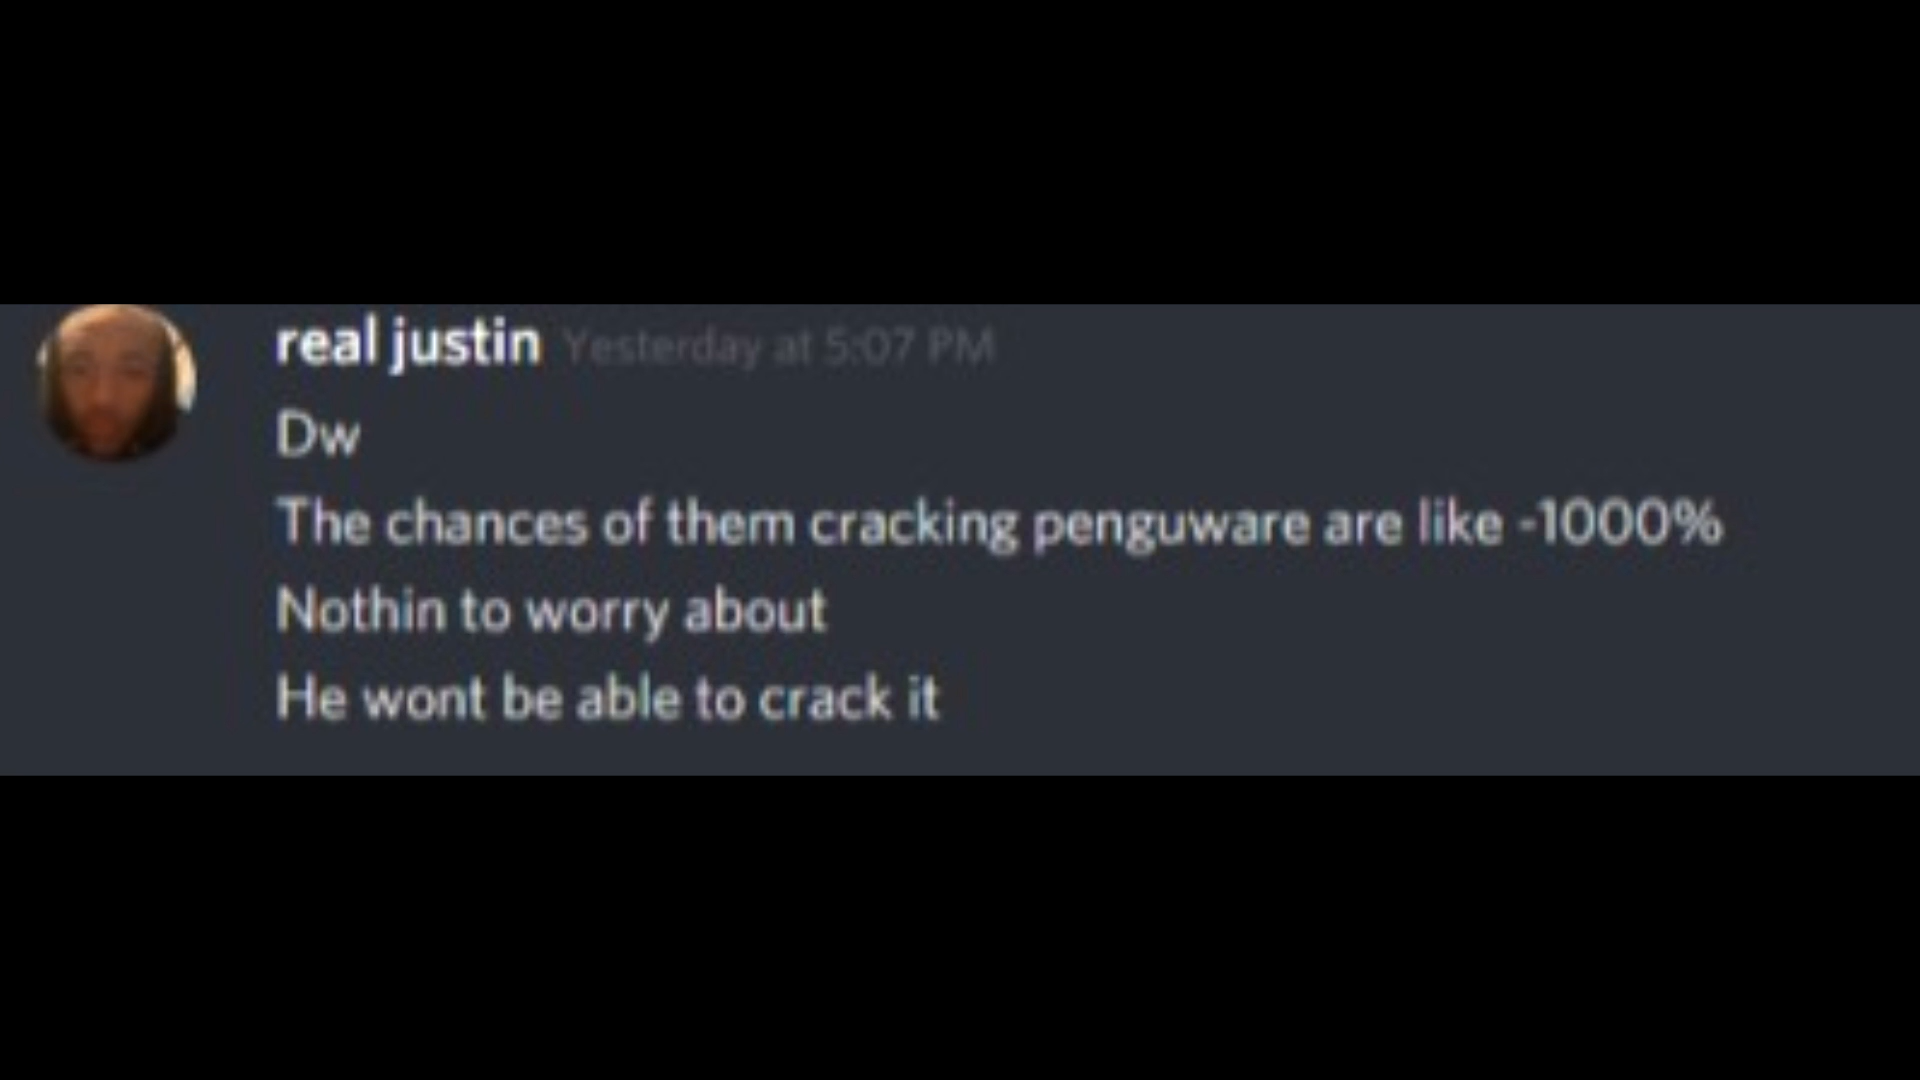 real justin Yesterday at 5:07 PM
Dw
The chances of them cracking penguware are like -1000%
Nothin to worry about
He wont be able to crack it